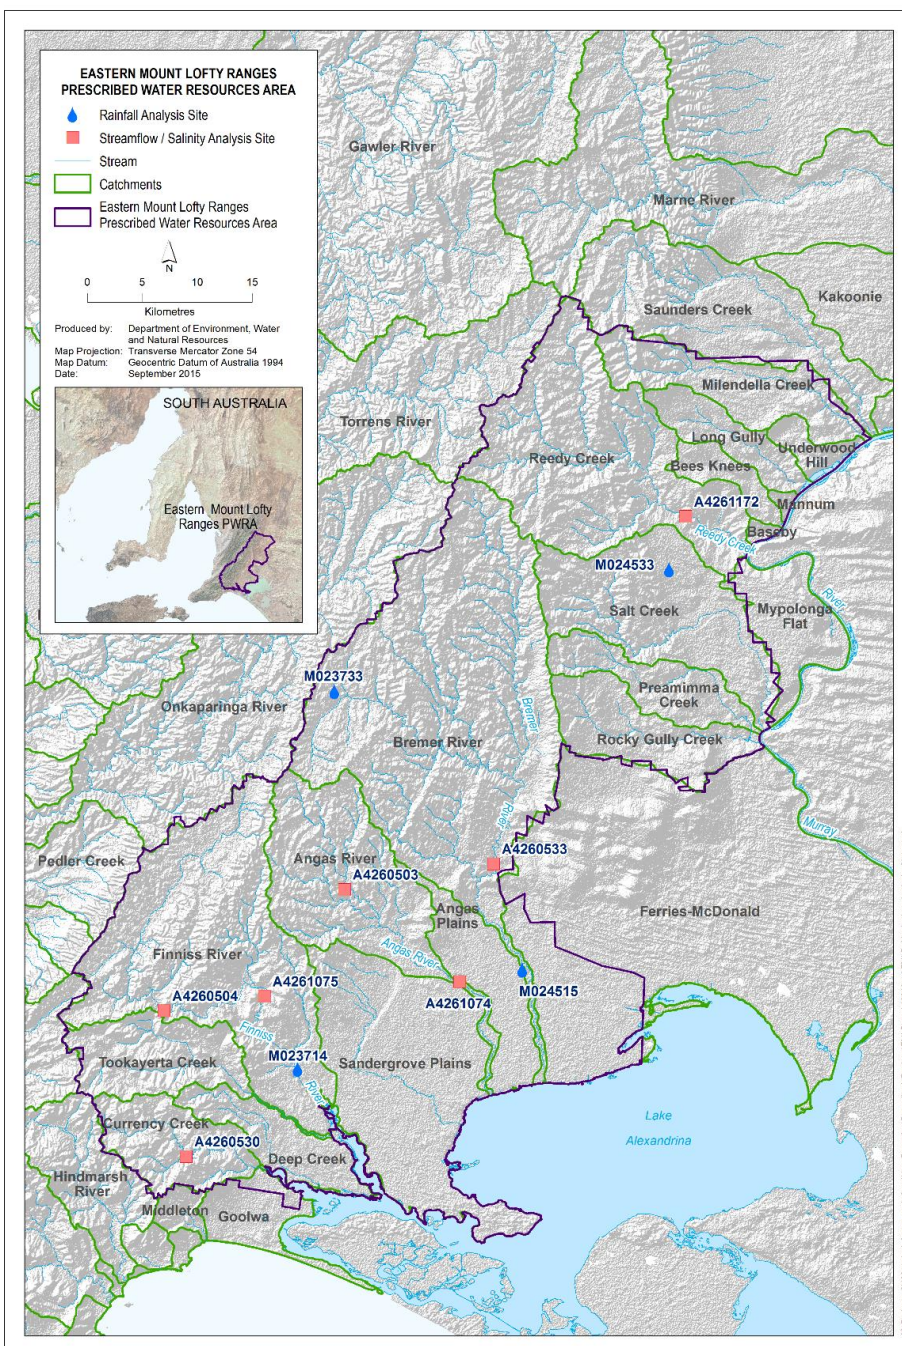 EASTERN MOUNT LOFTY RANGES
PRESCRIBED WATER RESOURCES AREA
Rainfall Analysis Site
Streamflow / Salinity Analysis Site
Stream
Catchments
Eastern Mount Lofty Ranges
Prescribed Water Resources Area
N
0 5 10 15
Kilometres
Produced by: Department of Environment, Water
and Natural Resources
Map Projection: Transverse Mercator Zone 54
Map Datum: Geocentric Datum of Australia 1994
Date: September 2015
SOUTH AUSTRALIA
Eastern Mount Lofty
Ranges PWRA
Gawler River
Marne River
Kakoonie
Saunders Creek
Milendella Creek
Torrens River
Long Gully
Underwood
Hill
Reedy Creek
Bees Knees
A4261172
Mannum
Baseby
Reedy Creek
M024533
River
Salt Creek
Mypolonga
Flat
M023733
Preamimma
Creek
Onkaparinga River
Bremer
Bremer River
Rocky Gully Creek
River
Murray
A4260533
Pedler Creek
Angas River
A4260503
Angas
Plains
Ferries-McDonald
Finniss River
Angas River
A4261075
A4260504
M024515
A4261074
Finniss
M023714
Tookayerta Creek
Sandergrove Plains
River
Lake
Alexandrina
Currency Creek
A4260530
Deep Creek
Hindmarsh
River
Middleton
Goolwa